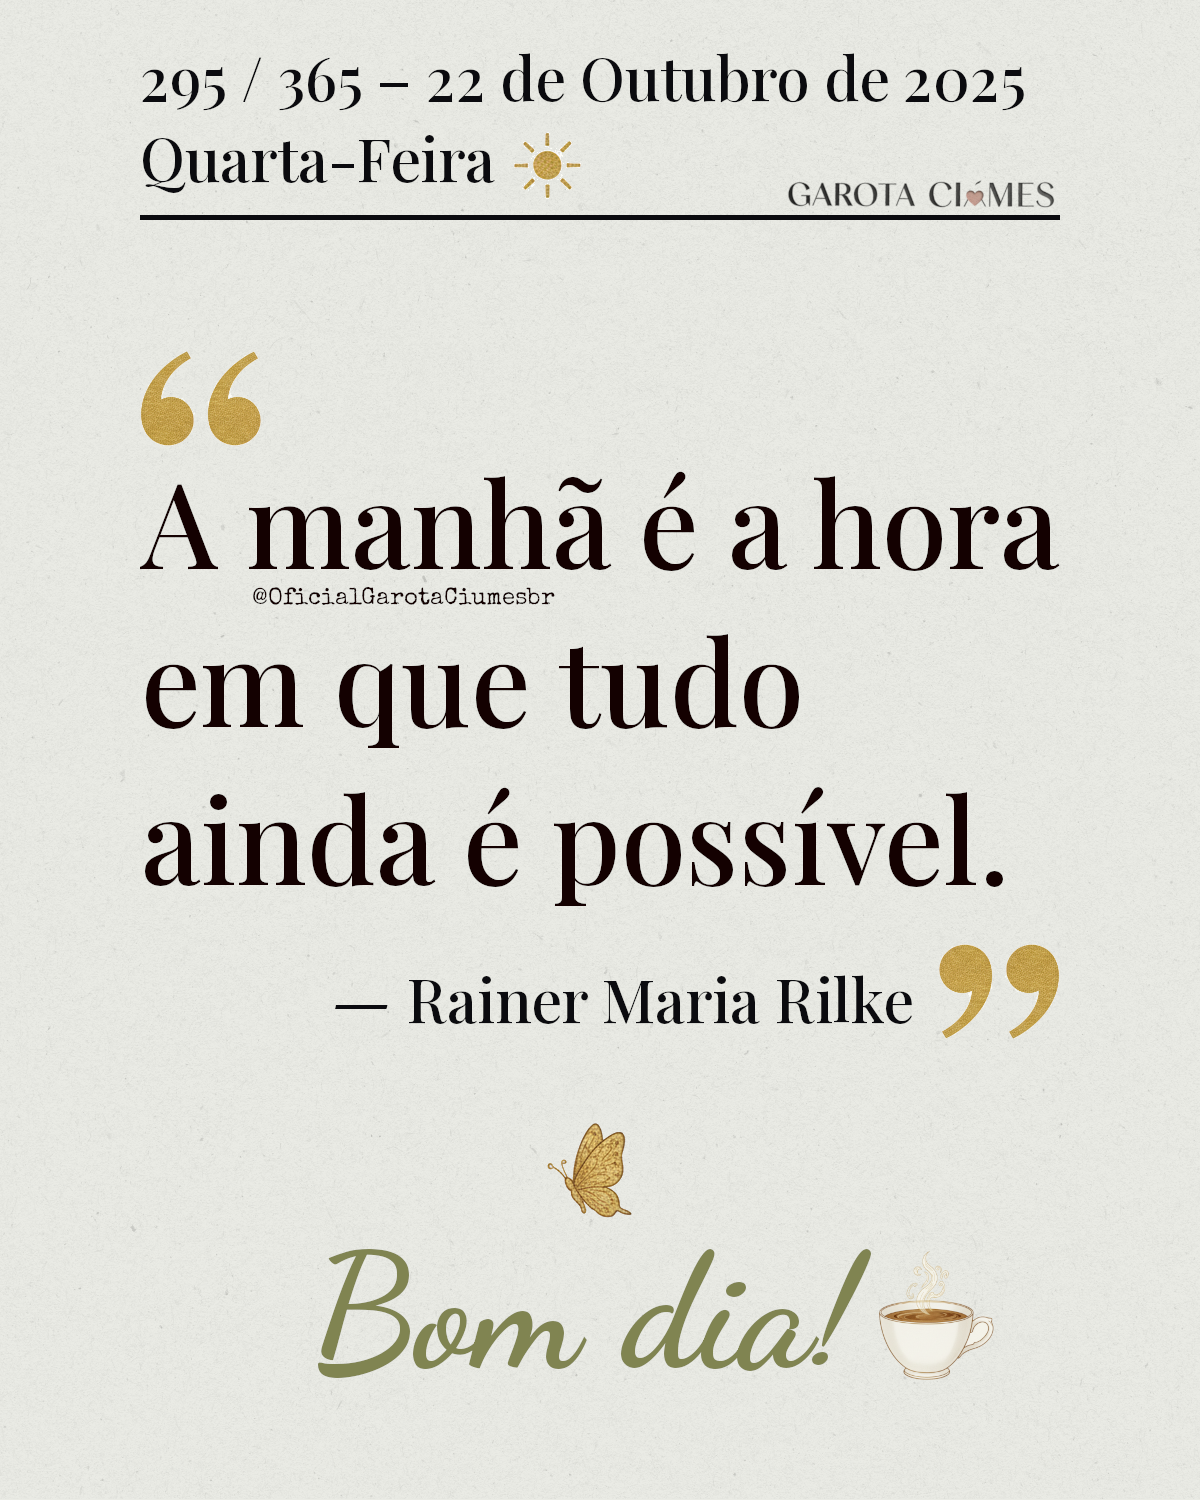 295 / 365 – 22 de Outubro de 2025
Quarta-Feira
GAROTA CIÚMES
“
A manhã é a hora
@OficialGarotaCiumesbr
em que tudo
ainda é possível.
— Rainer Maria Rilke ”
Bom dia!